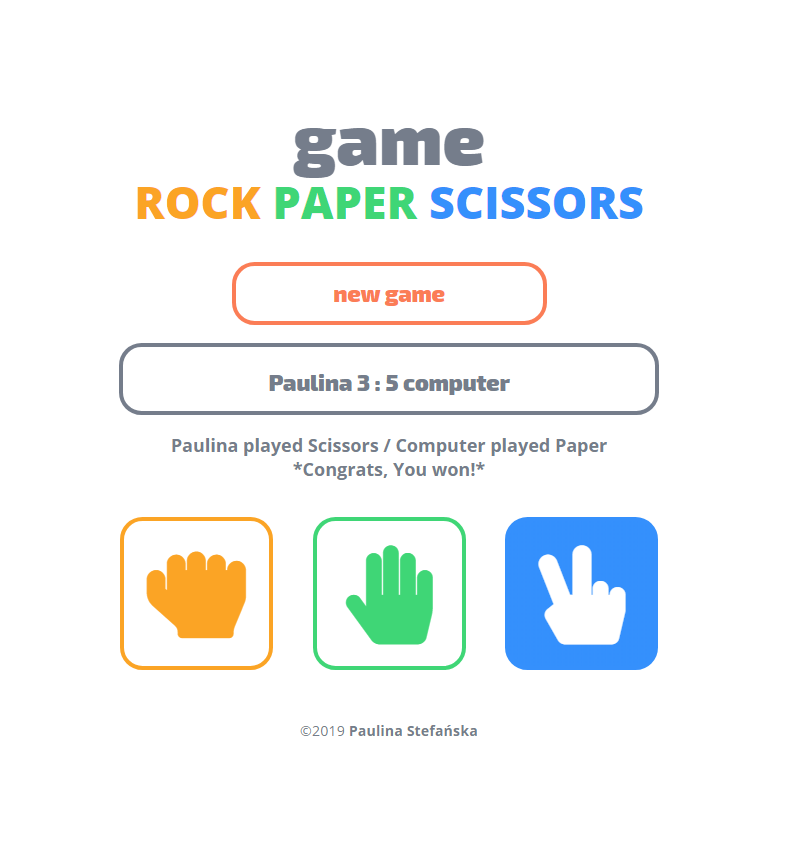 game
ROCK PAPER SCISSORS
new game
Paulina 3 : 5 computer
Paulina played Scissors / Computer played Paper
*Congrats, You won!*
©2019 Paulina Stefańska